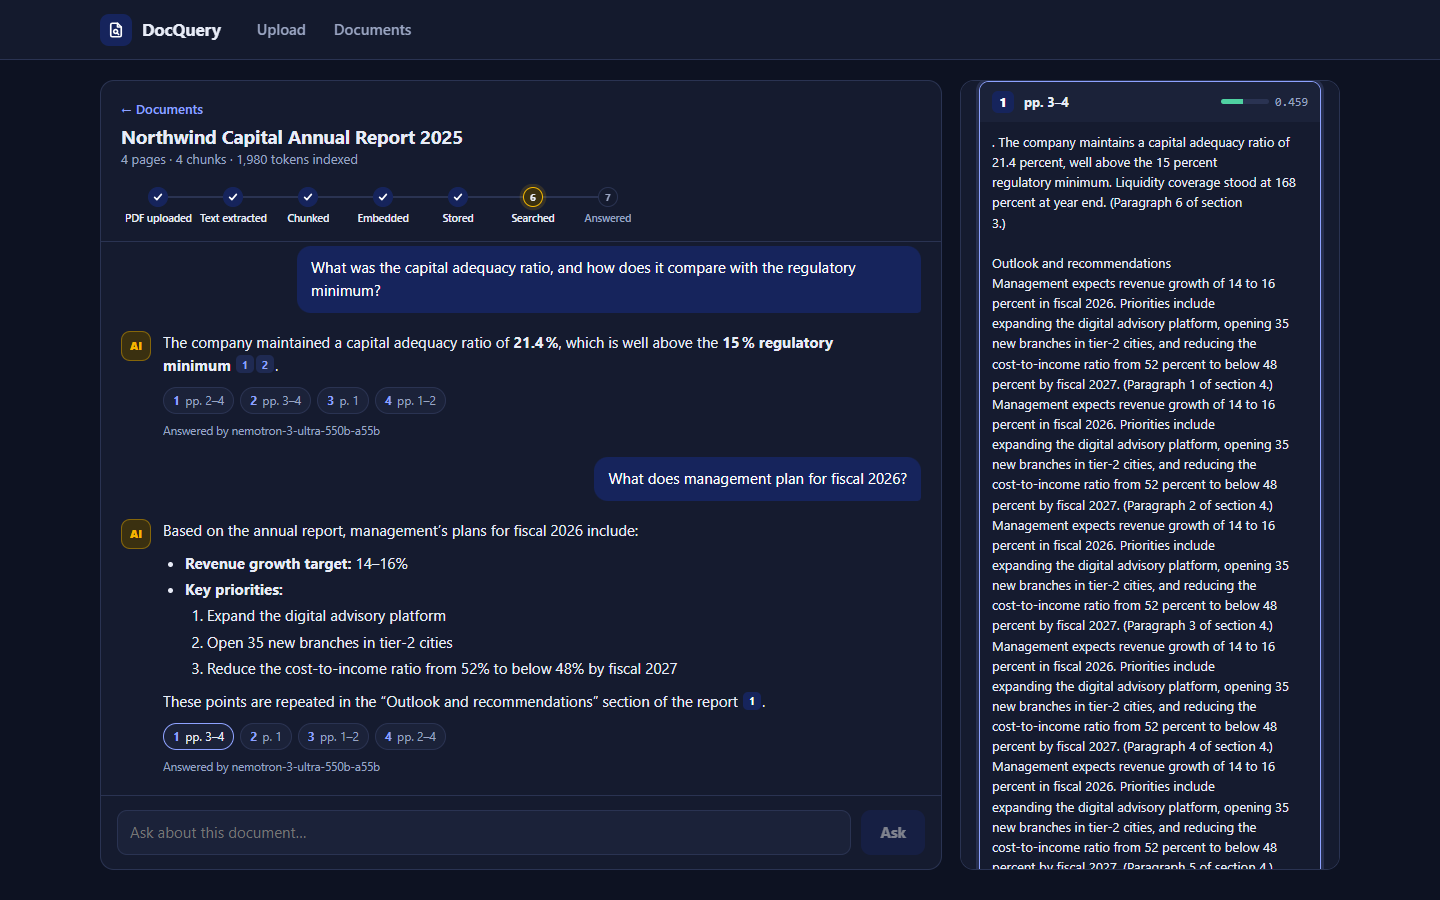 DocQuery
Upload
Documents
← Documents
Northwind Capital Annual Report 2025
4 pages · 4 chunks · 1,980 tokens indexed
6
7
PDF uploaded
Text extracted
Chunked
Embedded
Stored
Searched
Answered
What was the capital adequacy ratio, and how does it compare with the regulatory
minimum?
AI
The company maintained a capital adequacy ratio of 21.4 %, which is well above the 15 % regulatory
minimum 1 2 .
1 pp. 2–4
2 pp. 3–4
3 p. 1
4 pp. 1–2
Answered by nemotron-3-ultra-550b-a55b
What does management plan for fiscal 2026?
AI
Based on the annual report, management’s plans for fiscal 2026 include:
• Revenue growth target: 14–16%
• Key priorities:
1. Expand the digital advisory platform
2. Open 35 new branches in tier-2 cities
3. Reduce the cost-to-income ratio from 52% to below 48% by fiscal 2027
These points are repeated in the “Outlook and recommendations” section of the report 1 .
1 pp. 3–4
2 p. 1
3 pp. 1–2
4 pp. 2–4
Answered by nemotron-3-ultra-550b-a55b
Ask about this document...
Ask
1 pp. 3–4
0.459
. The company maintains a capital adequacy ratio of
21.4 percent, well above the 15 percent
regulatory minimum. Liquidity coverage stood at 168
percent at year end. (Paragraph 6 of section
3.)
Outlook and recommendations
Management expects revenue growth of 14 to 16
percent in fiscal 2026. Priorities include
expanding the digital advisory platform, opening 35
new branches in tier-2 cities, and reducing the
cost-to-income ratio from 52 percent to below 48
percent by fiscal 2027. (Paragraph 1 of section 4.)
Management expects revenue growth of 14 to 16
percent in fiscal 2026. Priorities include
expanding the digital advisory platform, opening 35
new branches in tier-2 cities, and reducing the
cost-to-income ratio from 52 percent to below 48
percent by fiscal 2027. (Paragraph 2 of section 4.)
Management expects revenue growth of 14 to 16
percent in fiscal 2026. Priorities include
expanding the digital advisory platform, opening 35
new branches in tier-2 cities, and reducing the
cost-to-income ratio from 52 percent to below 48
percent by fiscal 2027. (Paragraph 3 of section 4.)
Management expects revenue growth of 14 to 16
percent in fiscal 2026. Priorities include
expanding the digital advisory platform, opening 35
new branches in tier-2 cities, and reducing the
cost-to-income ratio from 52 percent to below 48
percent by fiscal 2027. (Paragraph 4 of section 4.)
Management expects revenue growth of 14 to 16
percent in fiscal 2026. Priorities include
expanding the digital advisory platform, opening 35
new branches in tier-2 cities, and reducing the
cost-to-income ratio from 52 percent to below 48
percent by fiscal 2027. (Paragraph 5 of section 4.)